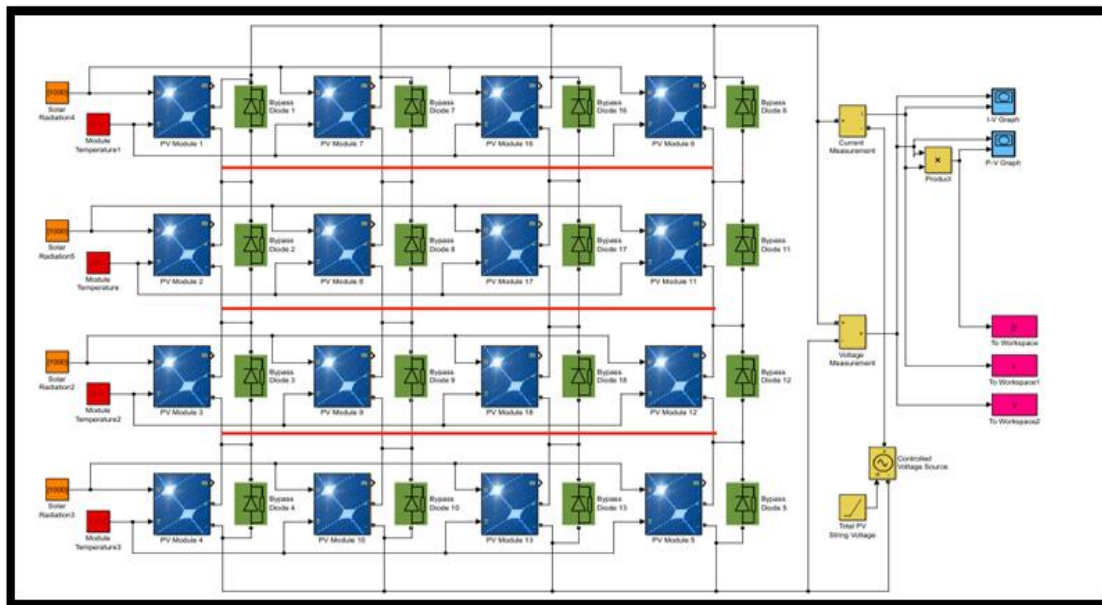 [1000]
Solar
Radiation4
Module
Temperature1
PV Module 1
Bypass
Diode 1
PV Module 7
Bypass
Diode 7
PV Module 16
Bypass
Diode 16
PV Module 6
Bypass
Diode 6
[1000]
Solar
Radiation5
Module
Temperature
PV Module 2
Bypass
Diode 2
PV Module 8
Bypass
Diode 8
PV Module 17
Bypass
Diode 17
PV Module 11
Bypass
Diode 11
[1000]
Solar
Radiation2
Module
Temperature2
PV Module 3
Bypass
Diode 3
PV Module 9
Bypass
Diode 9
PV Module 18
Bypass
Diode 18
PV Module 12
Bypass
Diode 12
[1000]
Solar
Radiation3
Module
Temperature3
PV Module 4
Bypass
Diode 4
PV Module 10
Bypass
Diode 10
PV Module 13
Bypass
Diode 13
PV Module 5
Bypass
Diode 5
Current
Measurement
I-V Graph
P-V Graph
×
Product
Voltage
Measurement
To Workspace
To Workspace1
To Workspace2
Controlled
Voltage Source
Total PV
String Voltage